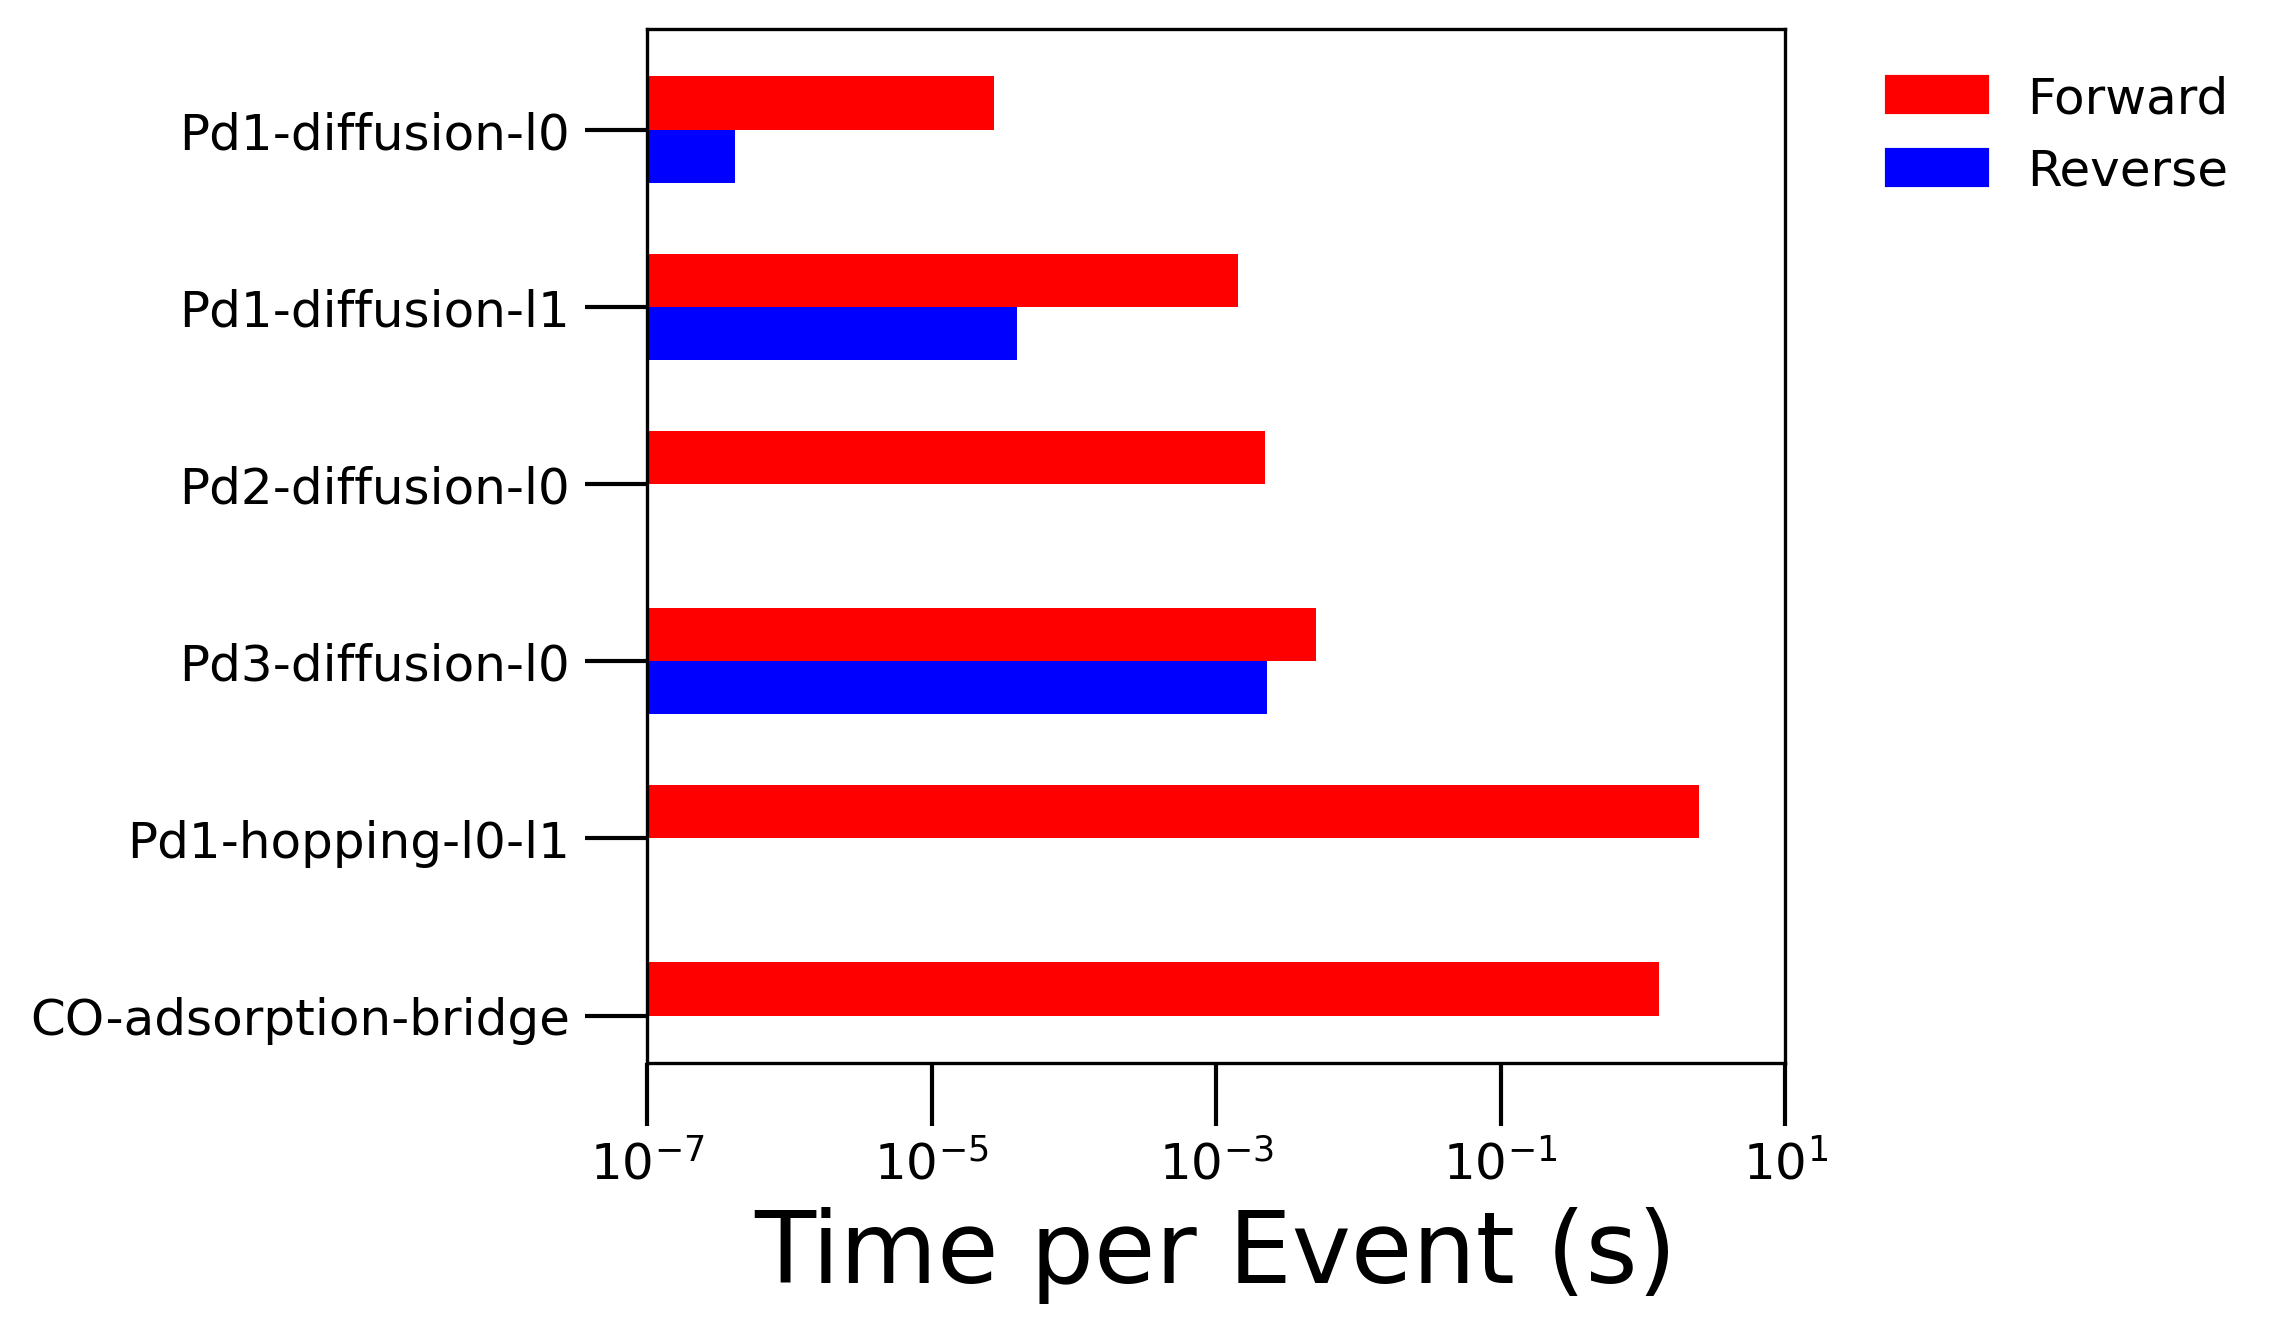 Pd1-diffusion-l0
Pd1-diffusion-l1
Pd2-diffusion-l0
Pd3-diffusion-l0
Pd1-hopping-l0-l1
CO-adsorption-bridge
10⁻⁷ 10⁻⁵ 10⁻³ 10⁻¹ 10¹
Time per Event (s)
Forward
Reverse